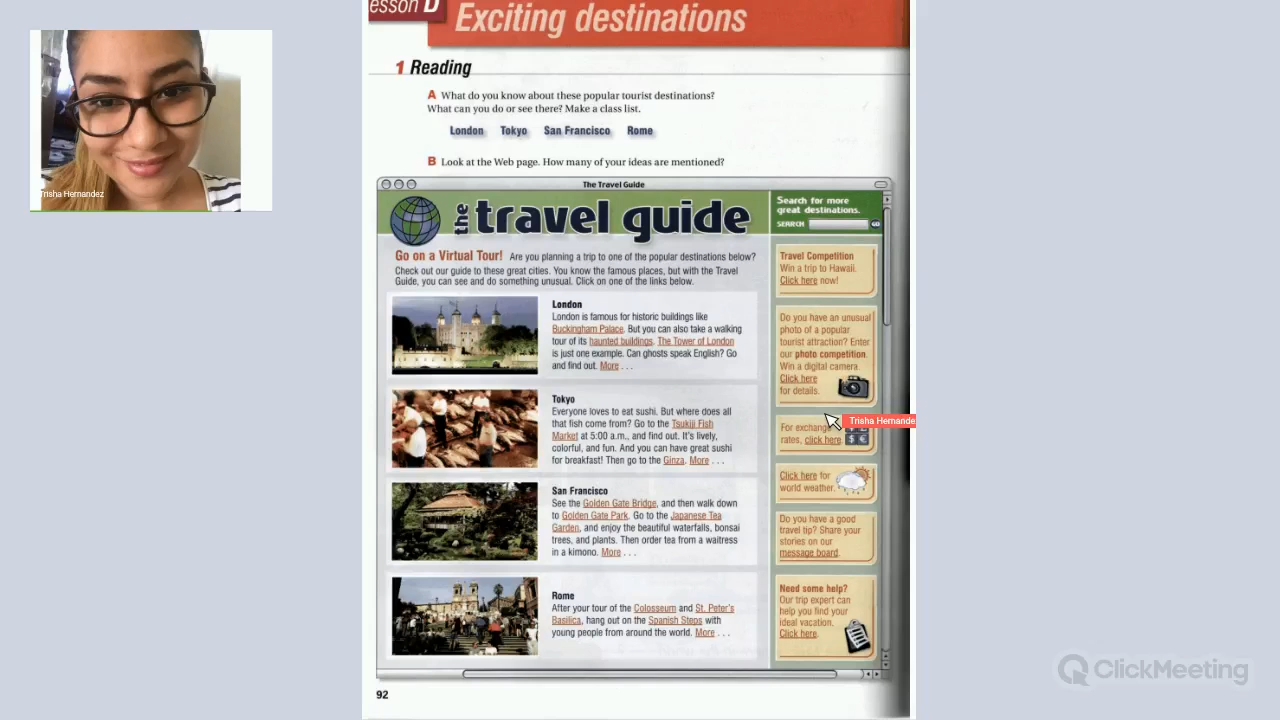 Trisha Hernandez
esson D
Exciting destinations
1 Reading
A What do you know about these popular tourist destinations?
What can you do or see there? Make a class list.
London Tokyo San Francisco Rome
B Look at the Web page. How many of your ideas are mentioned?
The Travel Guide
the travel guide
Search for more
great destinations.
SEARCH GO
Go on a Virtual Tour! Are you planning a trip to one of the popular destinations below?
Check out our guide to these great cities. You know the famous places, but with the Travel
Guide, you can see and do something unusual. Click on one of the links below.
London
London is famous for historic buildings like
Buckingham Palace. But you can also take a walking
tour of its haunted buildings. The Tower of London
is just one example. Can ghosts speak English? Go
and find out. More . . .
Tokyo
Everyone loves to eat sushi. But where does all
that fish come from? Go to the Tsukiji Fish
Market at 5:00 a.m., and find out. It's lively,
colorful, and fun. And you can have great sushi
for breakfast! Then go to the Ginza. More . . .
San Francisco
See the Golden Gate Bridge, and then walk down
to Golden Gate Park. Go to the Japanese Tea
Garden, and enjoy the beautiful waterfalls, bonsai
trees, and plants. Then order tea from a waitress
in a kimono. More . . .
Rome
After your tour of the Colosseum and St. Peter's
Basilica, hang out on the Spanish Steps with
young people from around the world. More . . .
Travel Competition
Win a trip to Hawaii.
Click here now!
Do you have an unusual
photo of a popular
tourist attraction? Enter
our photo competition.
Win a digital camera.
Click here
for details.
Trisha Hernande
For exchang
rates, click here.
$ €
Click here for
world weather.
Do you have a good
travel tip? Share your
stories on our
message board.
Need some help?
Our trip expert can
help you find your
ideal vacation.
Click here.
92
ClickMeeting